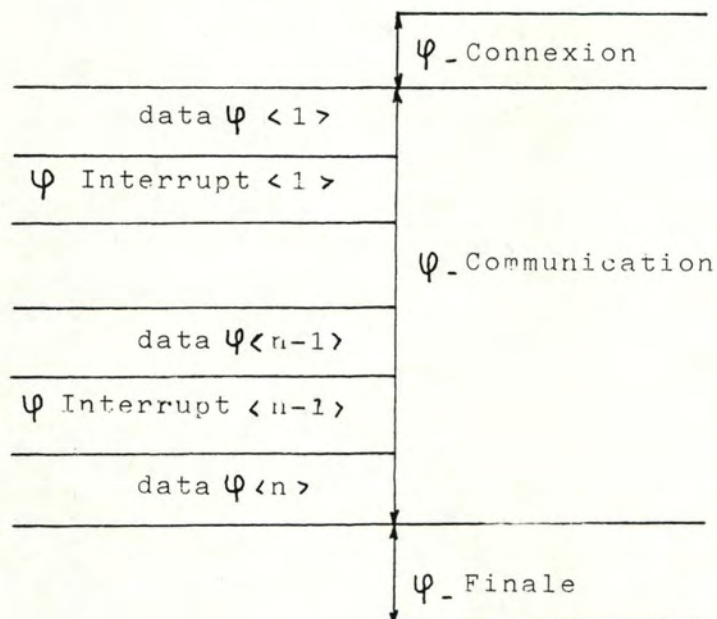 φ_Connexion
data φ <1>
φ Interrupt <1>
φ_Communication
data φ<n-1>
φ Interrupt <n-1>
data φ<n>
φ_Finale